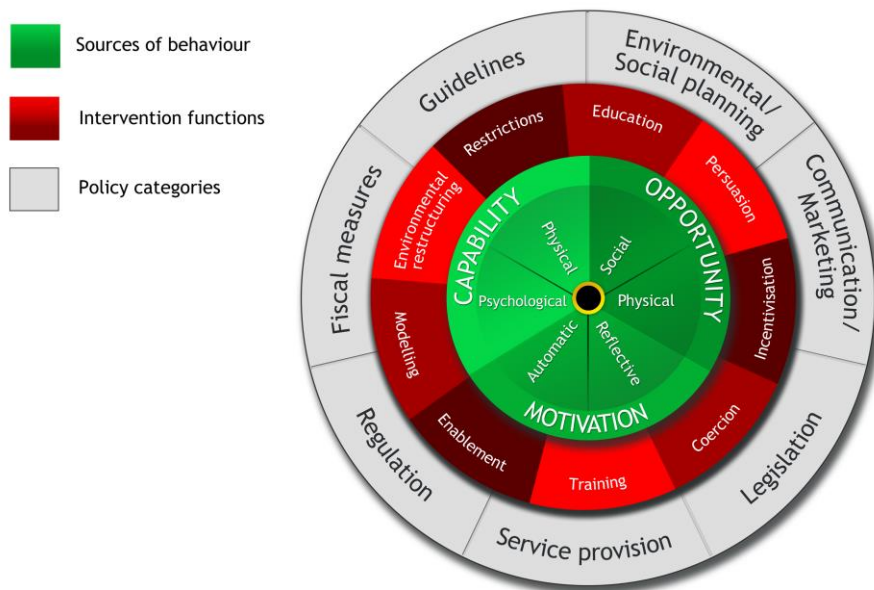 Sources of behaviour
Intervention functions
Policy categories
Guidelines
Environmental/
Social planning
Communication/
Marketing
Legislation
Service provision
Regulation
Fiscal measures
Restrictions
Education
Persuasion
Incentivisation
Coercion
Training
Enablement
Modelling
Environmental
restructuring
CAPABILITY
OPPORTUNITY
MOTIVATION
Physical
Social
Physical
Reflective
Automatic
Psychological